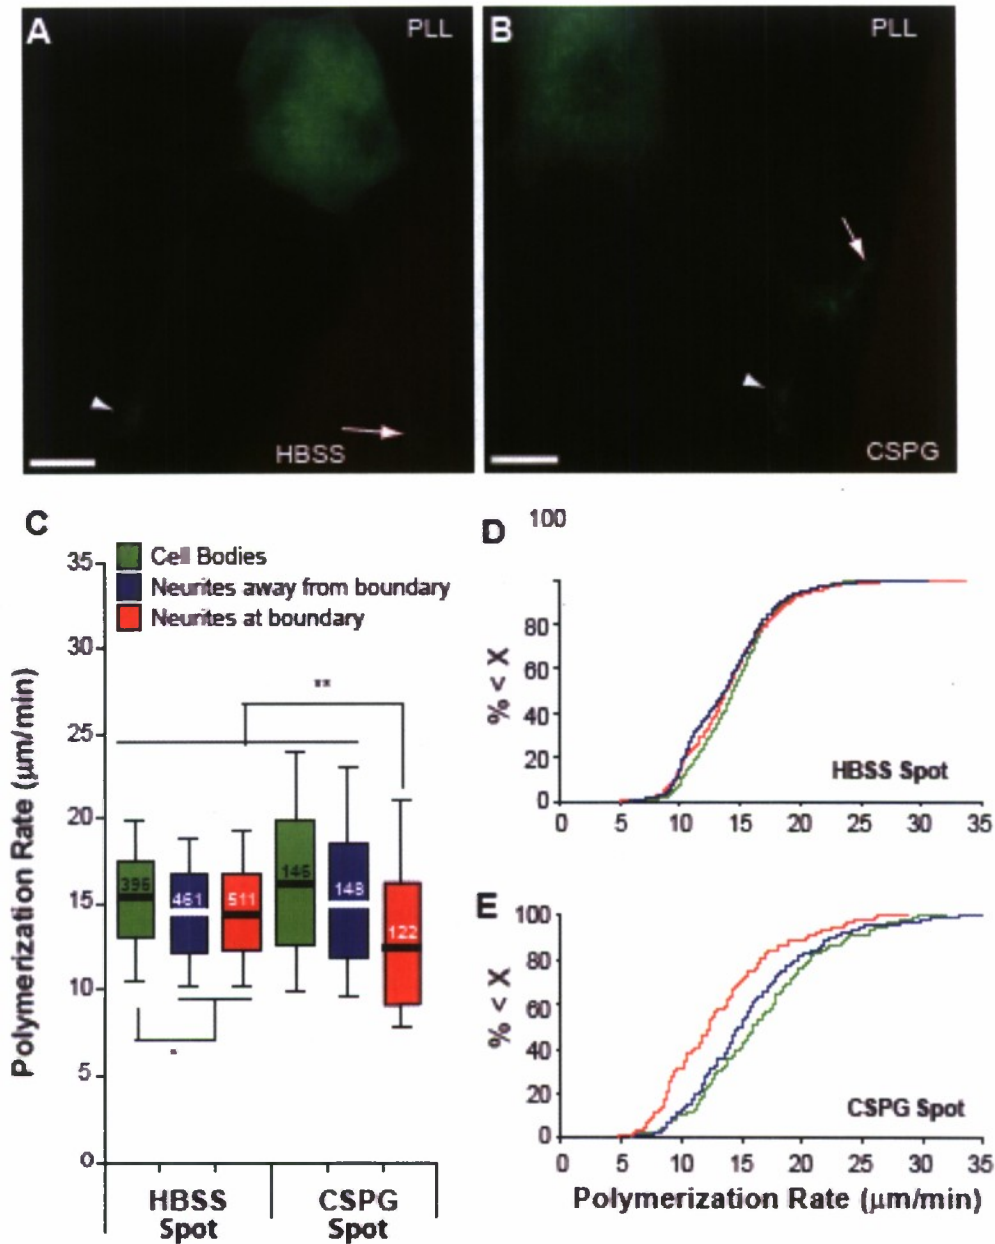 A
PLL
HBSS
B
PLL
CSPG
C
Polymerization Rate (µm/min)
35
30
25
20
15
10
5
0
Cell Bodies
Neurites away from boundary
Neurites at boundary
**
396
461
511
146
148
122
*
HBSS
Spot
CSPG
Spot
D
100
% < X
80
60
40
20
0
HBSS Spot
0 5 10 15 20 25 30 35
E
% < X
100
80
60
40
20
0
CSPG Spot
0 5 10 15 20 25 30 35
Polymerization Rate (µm/min)